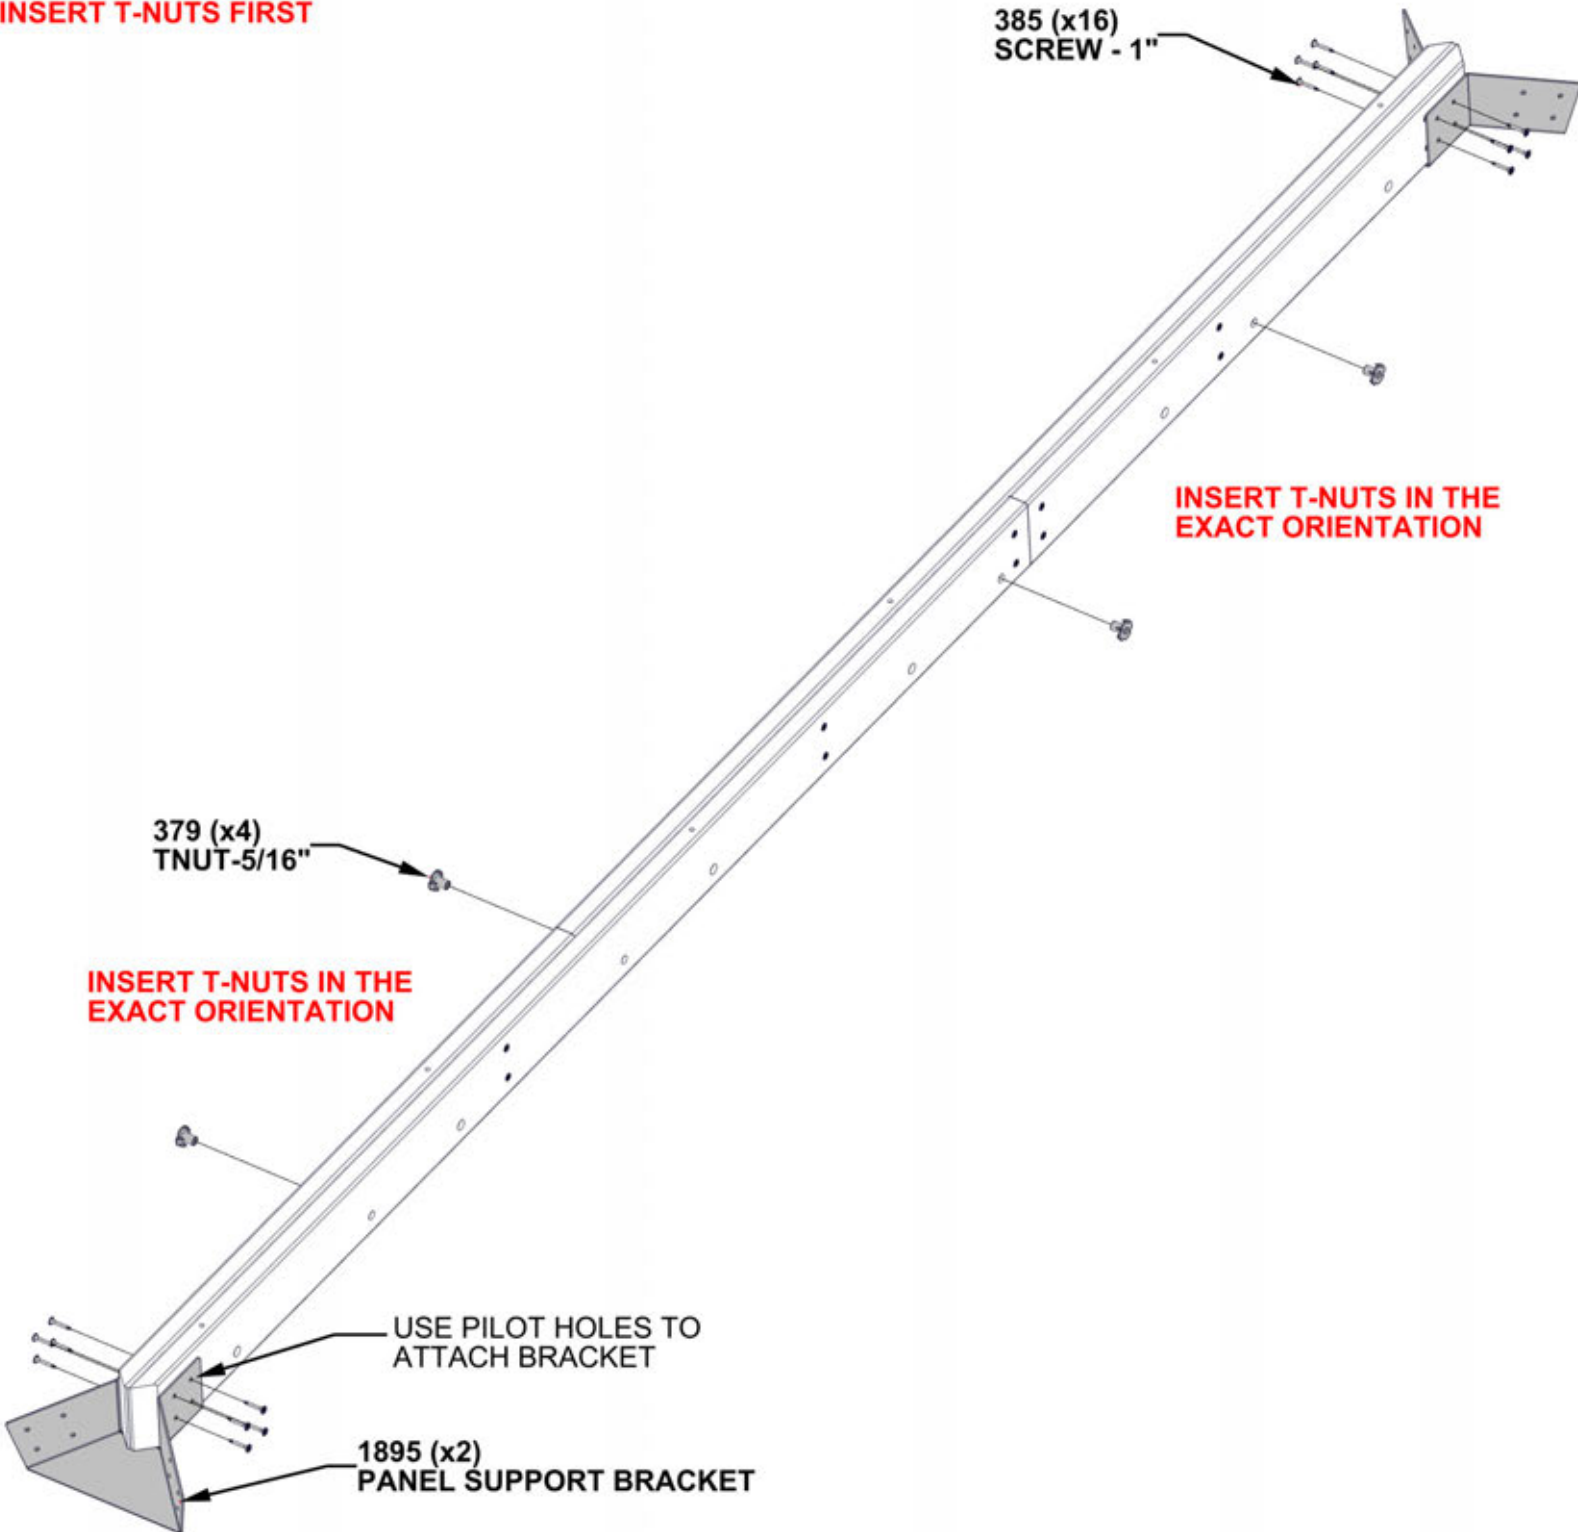 INSERT T-NUTS FIRST
385 (x16)
SCREW - 1"
INSERT T-NUTS IN THE
EXACT ORIENTATION
379 (x4)
TNUT-5/16"
INSERT T-NUTS IN THE
EXACT ORIENTATION
USE PILOT HOLES TO
ATTACH BRACKET
1895 (x2)
PANEL SUPPORT BRACKET